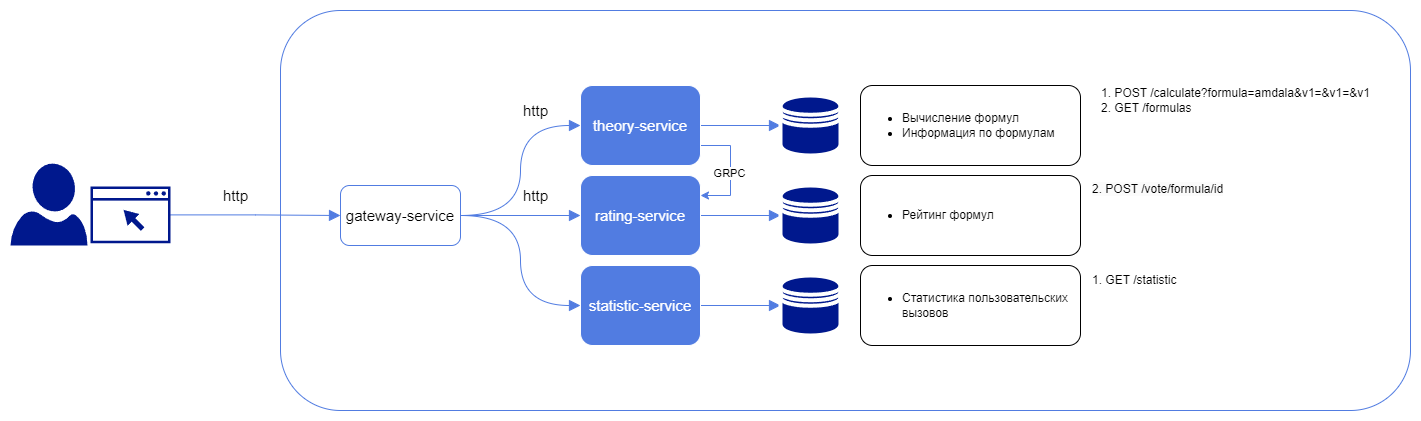 http
gateway-service
http
http
theory-service
GRPC
rating-service
statistic-service
Вычисление формул
Информация по формулам
1. POST /calculate?formula=amdala&v1=&v1=&v1
2. GET /formulas
Рейтинг формул
2. POST /vote/formula/id
Статистика пользовательских
вызовов
1. GET /statistic